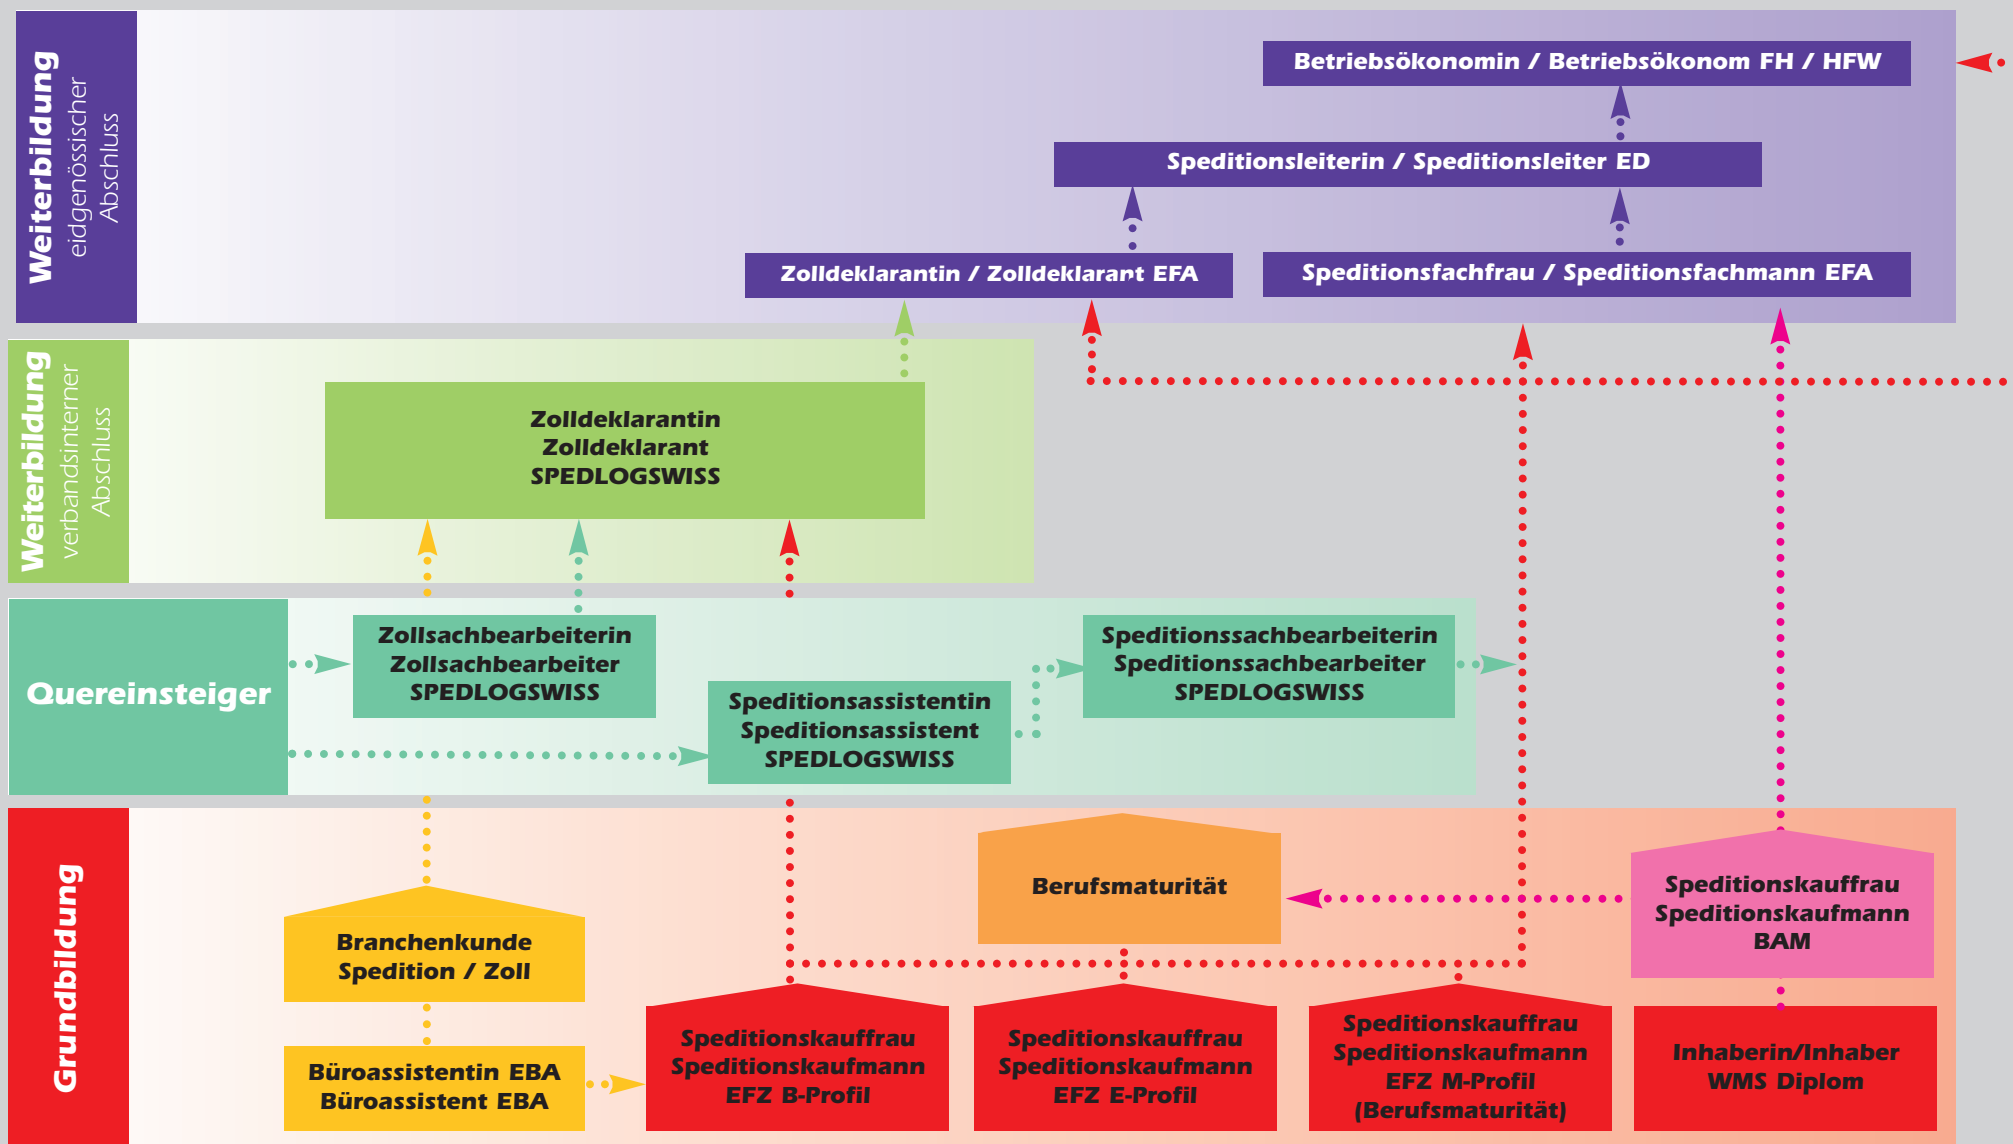 Weiterbildung
eidgenössischer
Abschluss
Betriebsökonomin / Betriebsökonom FH / HFW
Speditionsleiterin / Speditionsleiter ED
Zolldeklarantin / Zolldeklarant EFA
Speditionsfachfrau / Speditionsfachmann EFA
Weiterbildung
verbandsinterner
Abschluss
Zolldeklarantin
Zolldeklarant
SPEDLOGSWISS
Quereinsteiger
Zollsachbearbeiterin
Zollsachbearbeiter
SPEDLOGSWISS
Speditionsassistentin
Speditionsassistent
SPEDLOGSWISS
Speditionssachbearbeiterin
Speditionssachbearbeiter
SPEDLOGSWISS
Grundbildung
Berufsmaturität
Speditionskauffrau
Speditionskaufmann
BAM
Branchenkunde
Spedition / Zoll
Büroassistentin EBA
Büroassistent EBA
Speditionskauffrau
Speditionskaufmann
EFZ B-Profil
Speditionskauffrau
Speditionskaufmann
EFZ E-Profil
Speditionskauffrau
Speditionskaufmann
EFZ M-Profil
(Berufsmaturität)
Inhaberin/Inhaber
WMS Diplom